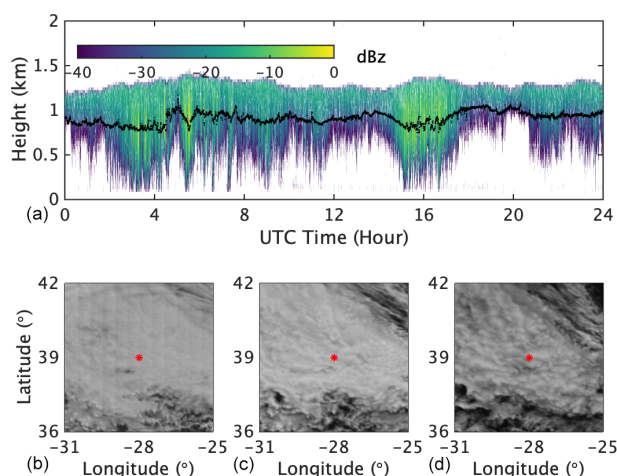 2
1.5
1
0.5
0
Height (km)
−40 −30 −20 −10 0 dBz
(a)
0 4 8 12 16 20 24
UTC Time (Hour)
42 42 42
39 39 39
36 36 36
Latitude (°)
−31 −28 −25 −31 −28 −25 −31 −28 −25
(b) Longitude (°) (c) Longitude (°) (d) Longitude (°)